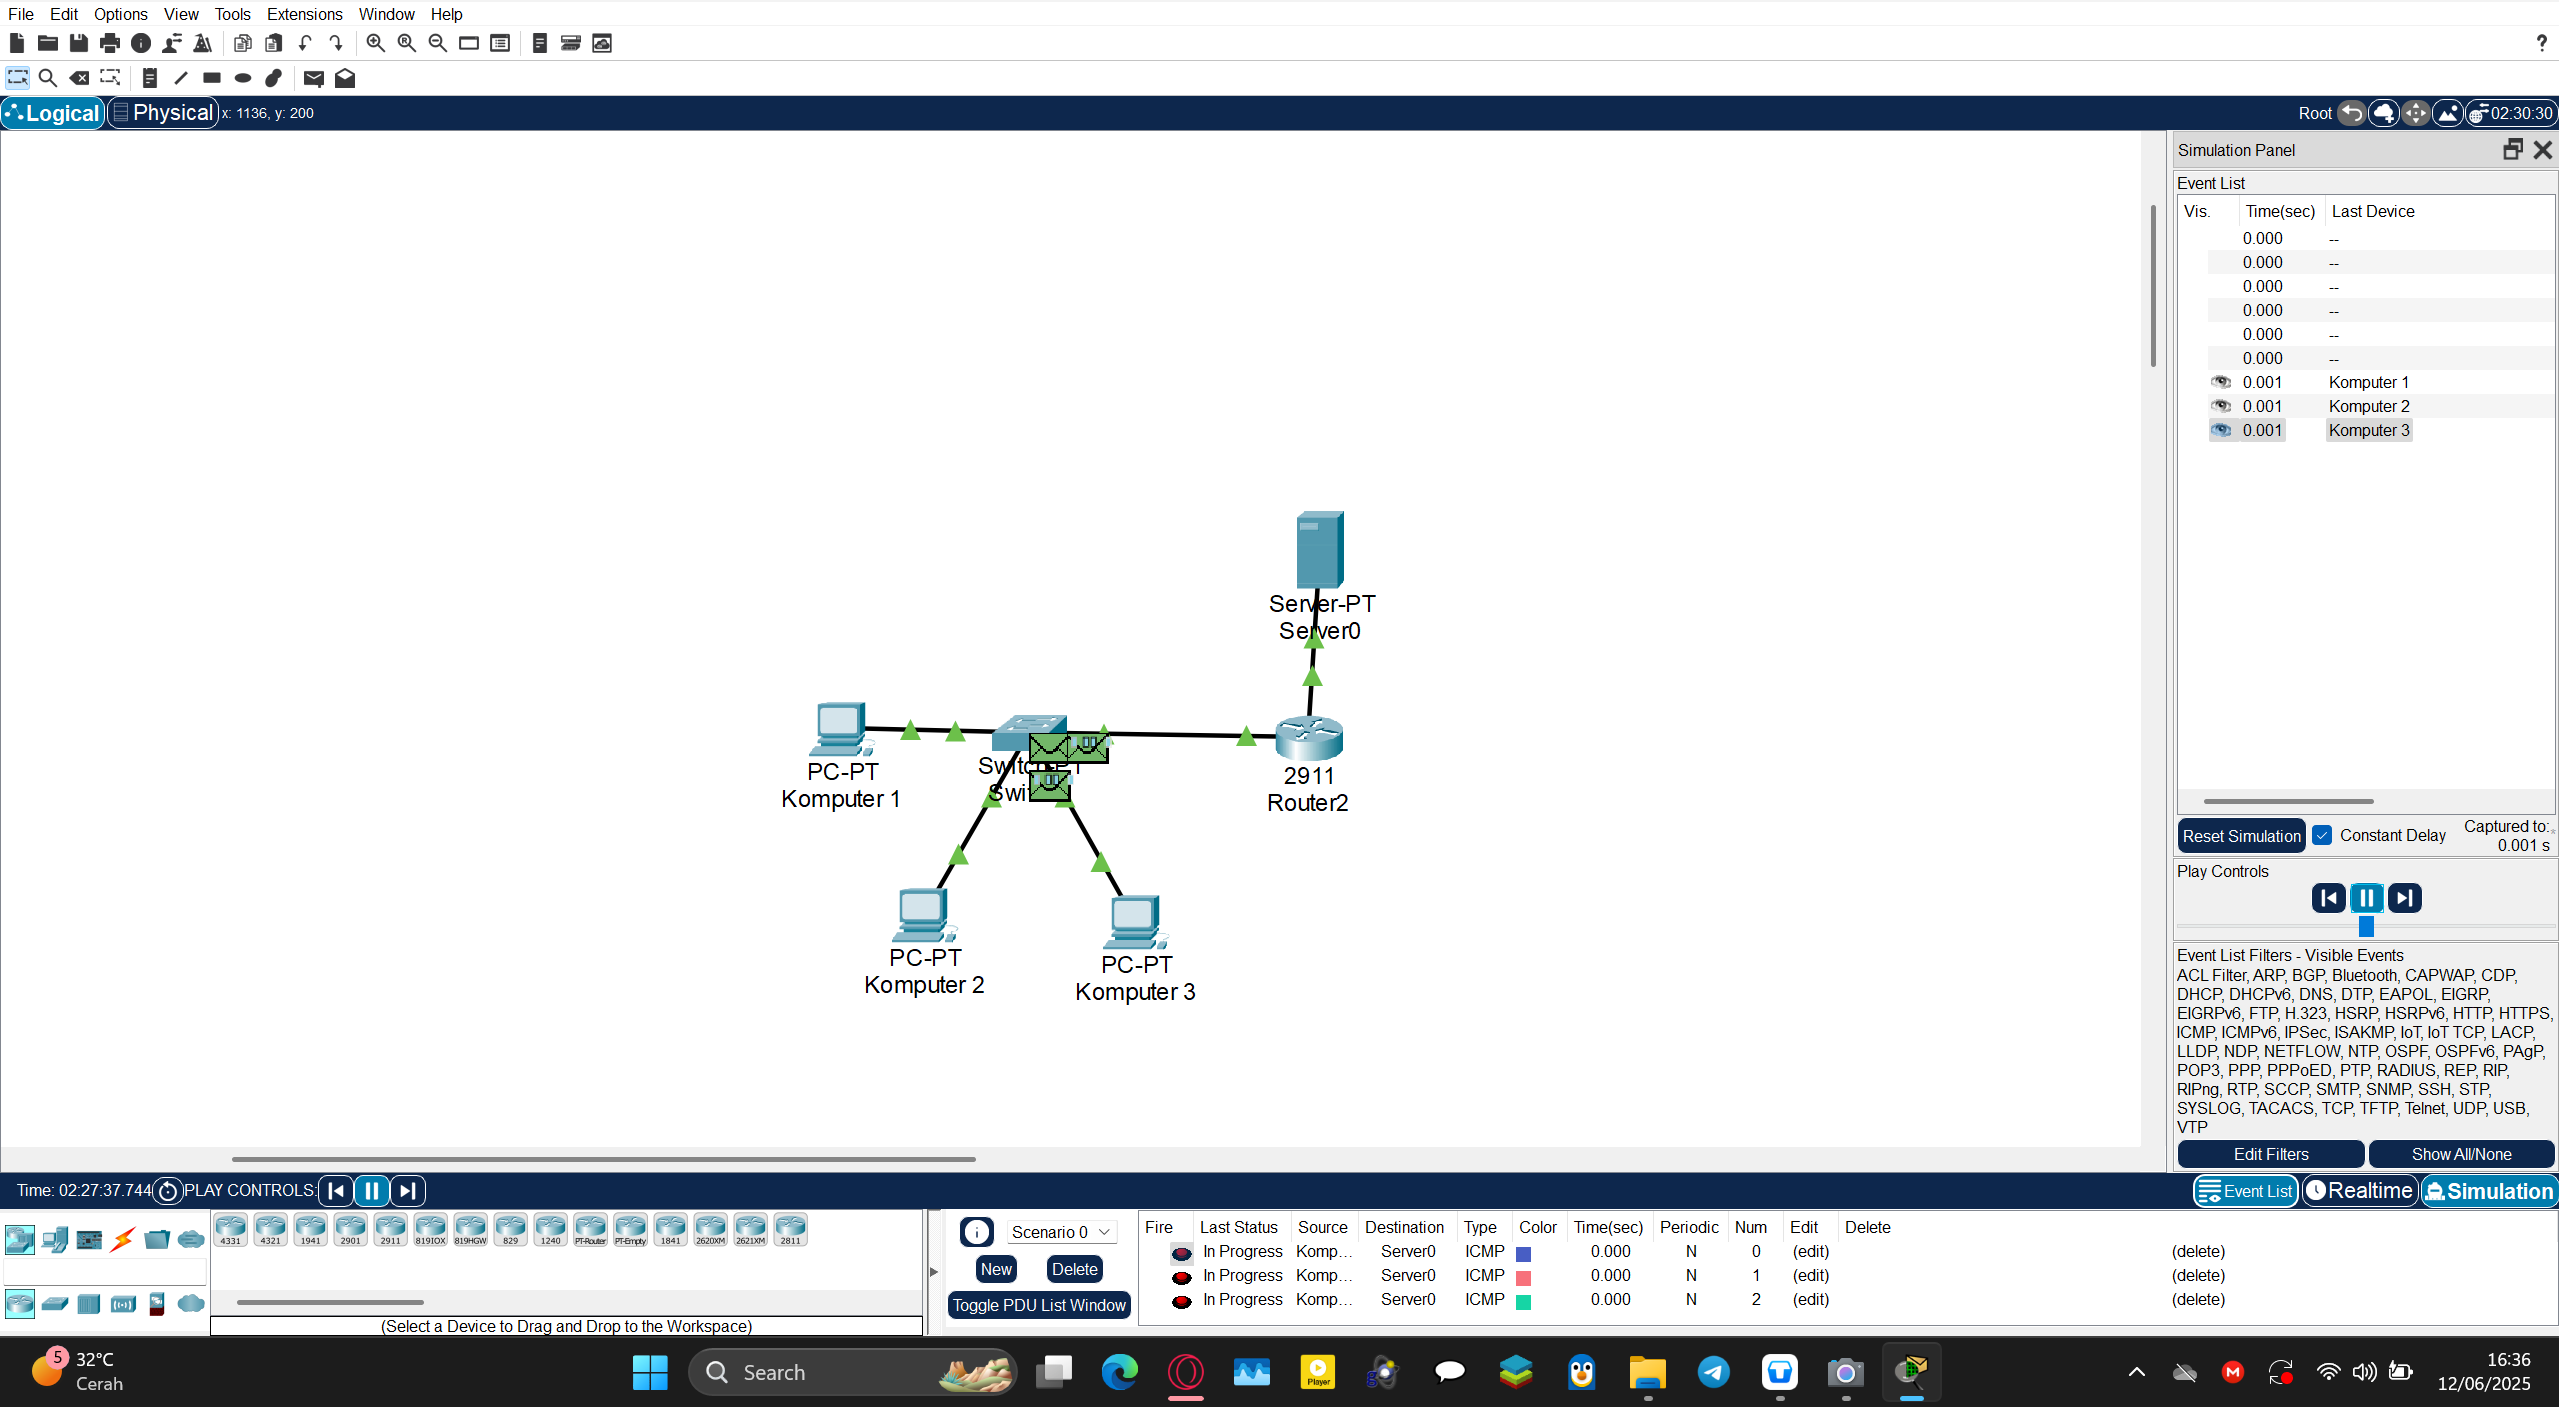 File Edit Options View Tools Extensions Window Help
?
Logical Physical x: 1136, y: 200 Root 02:30:30
Simulation Panel
Event List
Vis. Time(sec) Last Device
0.000 --
0.000 --
0.000 --
0.000 --
0.000 --
0.000 --
0.001 Komputer 1
0.001 Komputer 2
0.001 Komputer 3
Server-PT
Server0
PC-PT
Komputer 1
2911
Router2
PC-PT
Komputer 2
PC-PT
Komputer 3
Reset Simulation Constant Delay Captured to:*
0.001 s
Play Controls
Event List Filters - Visible Events
ACL Filter, ARP, BGP, Bluetooth, CAPWAP, CDP,
DHCP, DHCPv6, DNS, DTP, EAPOL, EIGRP,
EIGRPv6, FTP, H.323, HSRP, HSRPv6, HTTP, HTTPS,
ICMP, ICMPv6, IPSec, ISAKMP, IoT, IoT TCP, LACP,
LLDP, NDP, NETFLOW, NTP, OSPF, OSPFv6, PAgP,
POP3, PPP, PPPoED, PTP, RADIUS, REP, RIP,
RIPng, RTP, SCCP, SMTP, SNMP, SSH, STP,
SYSLOG, TACACS, TCP, TFTP, Telnet, UDP, USB,
VTP
Edit Filters Show All/None
Time: 02:27:37.744 PLAY CONTROLS: Event List Realtime Simulation
4331 4321 1941 2901 2911 819IOX 819HGW 829 1240 PT-Router PT-Empty 1841 2620XM 2621XM 2811
(Select a Device to Drag and Drop to the Workspace)
Scenario 0
New Delete
Toggle PDU List Window
Fire Last Status Source Destination Type Color Time(sec) Periodic Num Edit Delete
In Progress Komp... Server0 ICMP 0.000 N 0 (edit) (delete)
In Progress Komp... Server0 ICMP 0.000 N 1 (edit) (delete)
In Progress Komp... Server0 ICMP 0.000 N 2 (edit) (delete)
5 32°C
Cerah
Search
Player
M
16:36
12/06/2025